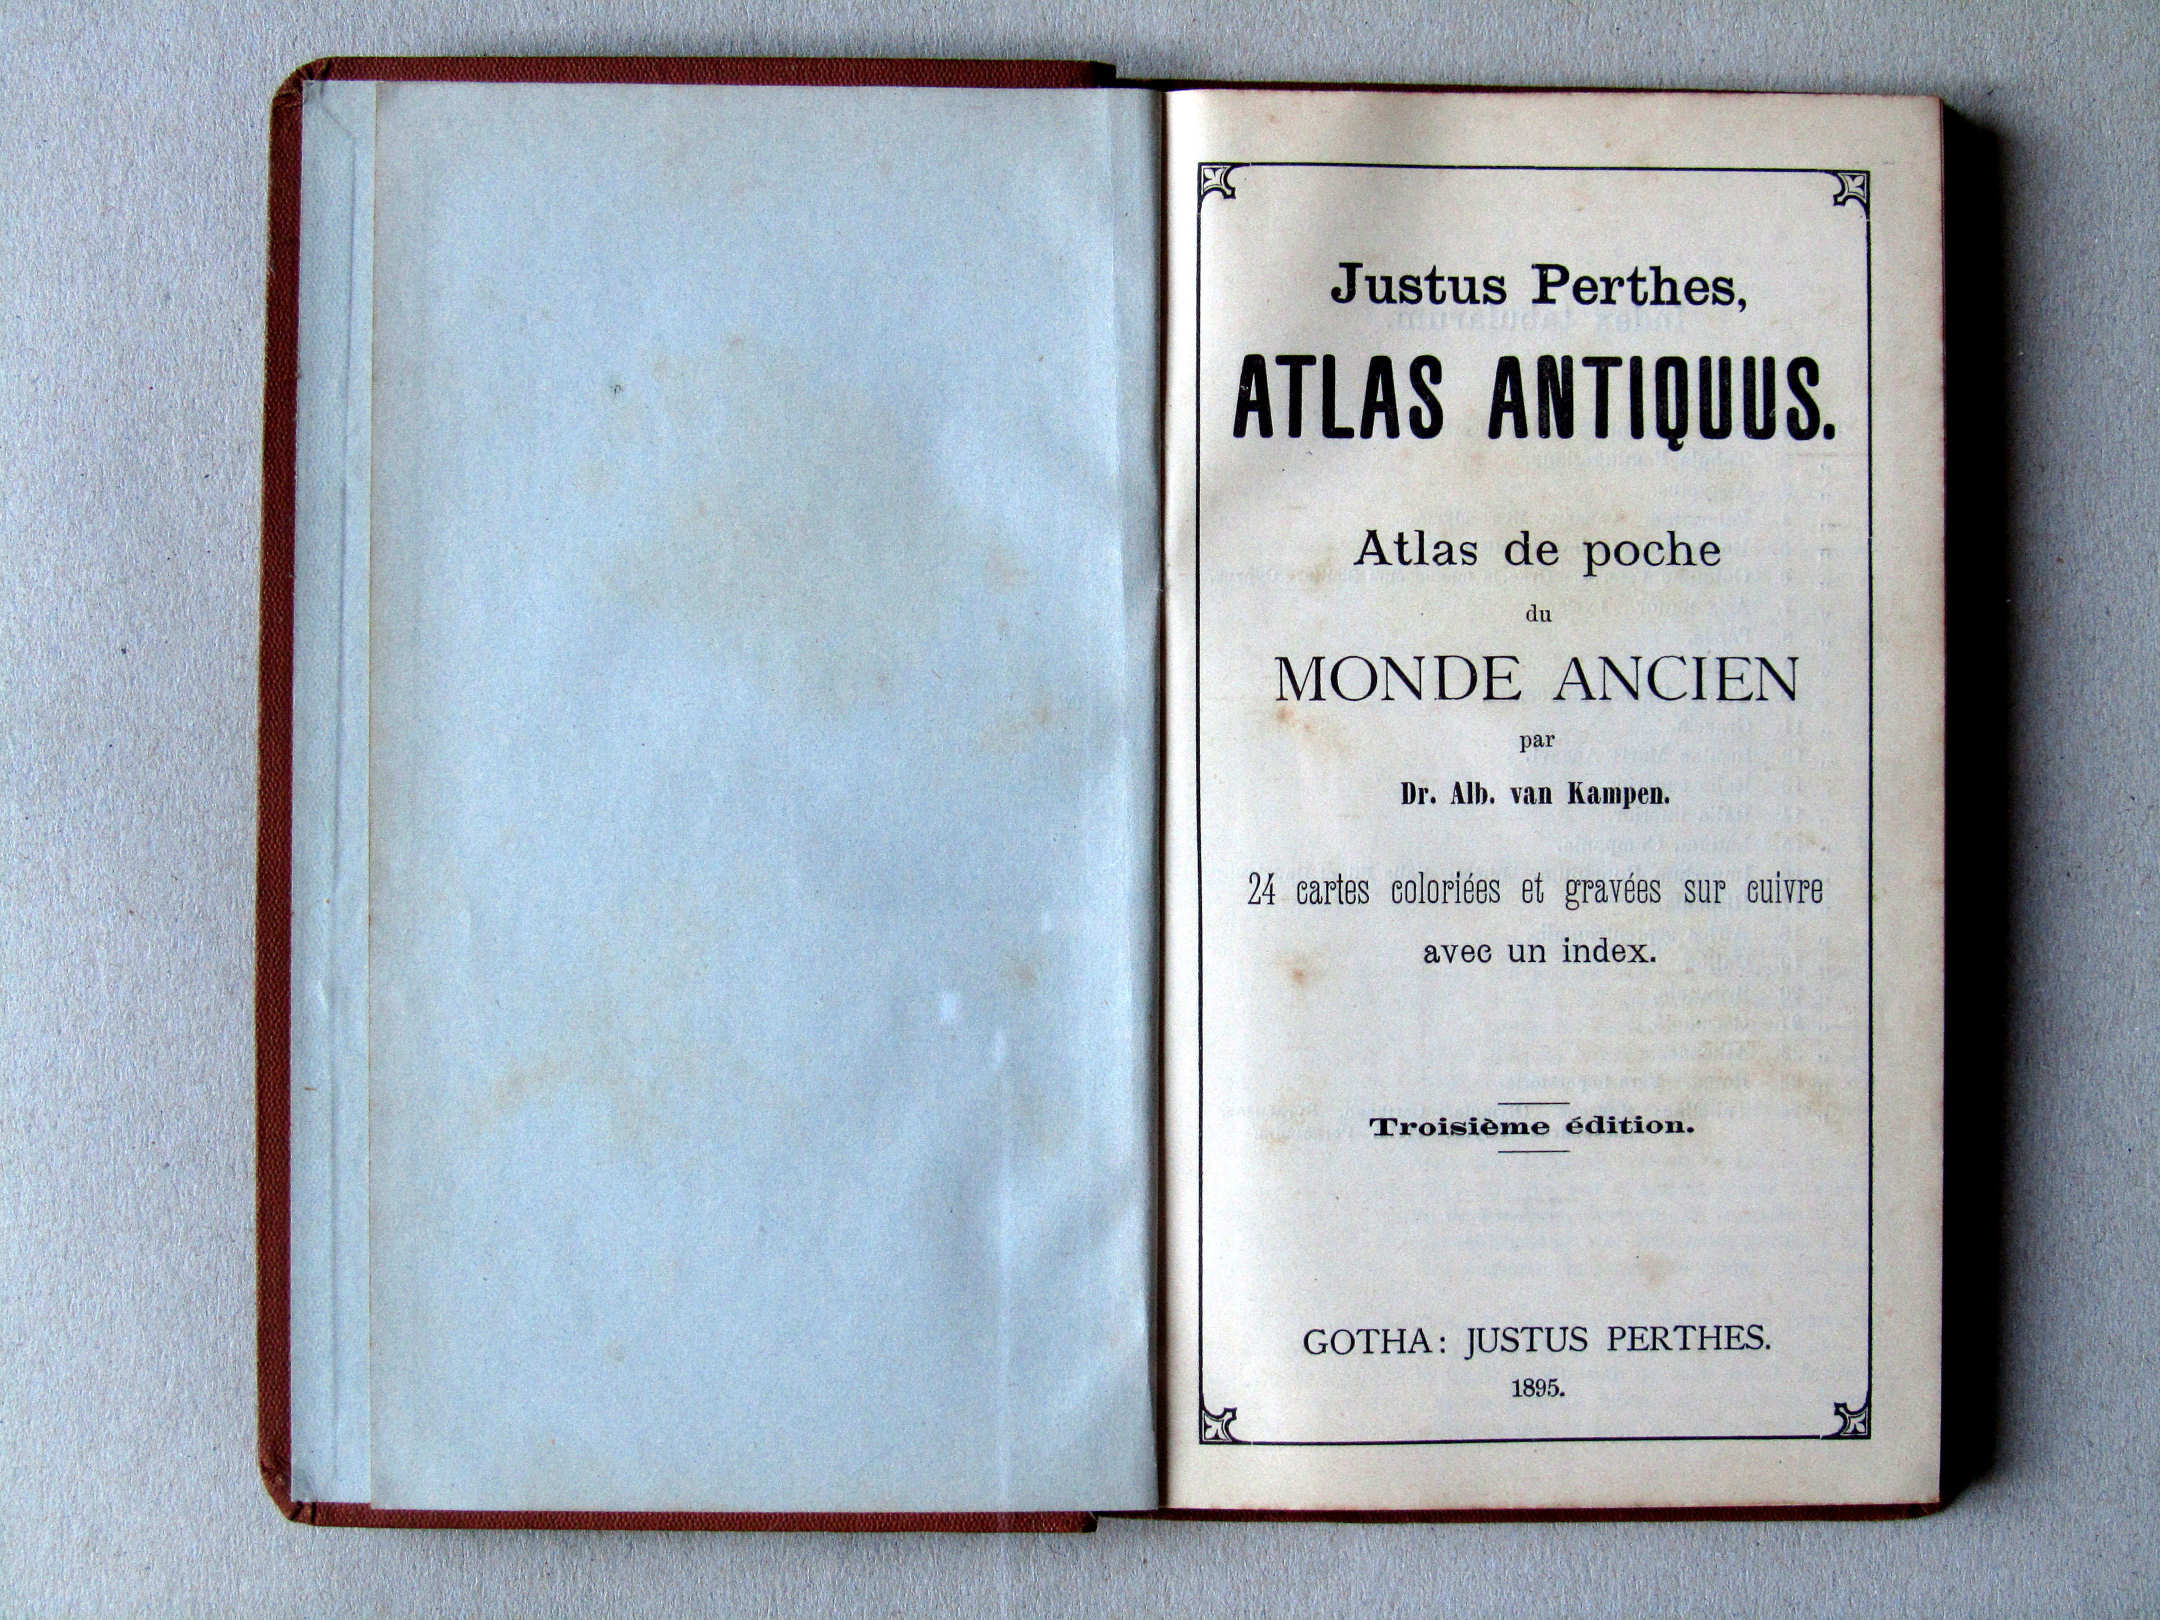 Justus Perthes,
ATLAS ANTIQUUS.
Atlas de poche
du
MONDE ANCIEN
par
Dr. Alb. van Kampen.
24 cartes coloriées et gravées sur cuivre
avec un index.
Troisième édition.
GOTHA: JUSTUS PERTHES.
1895.